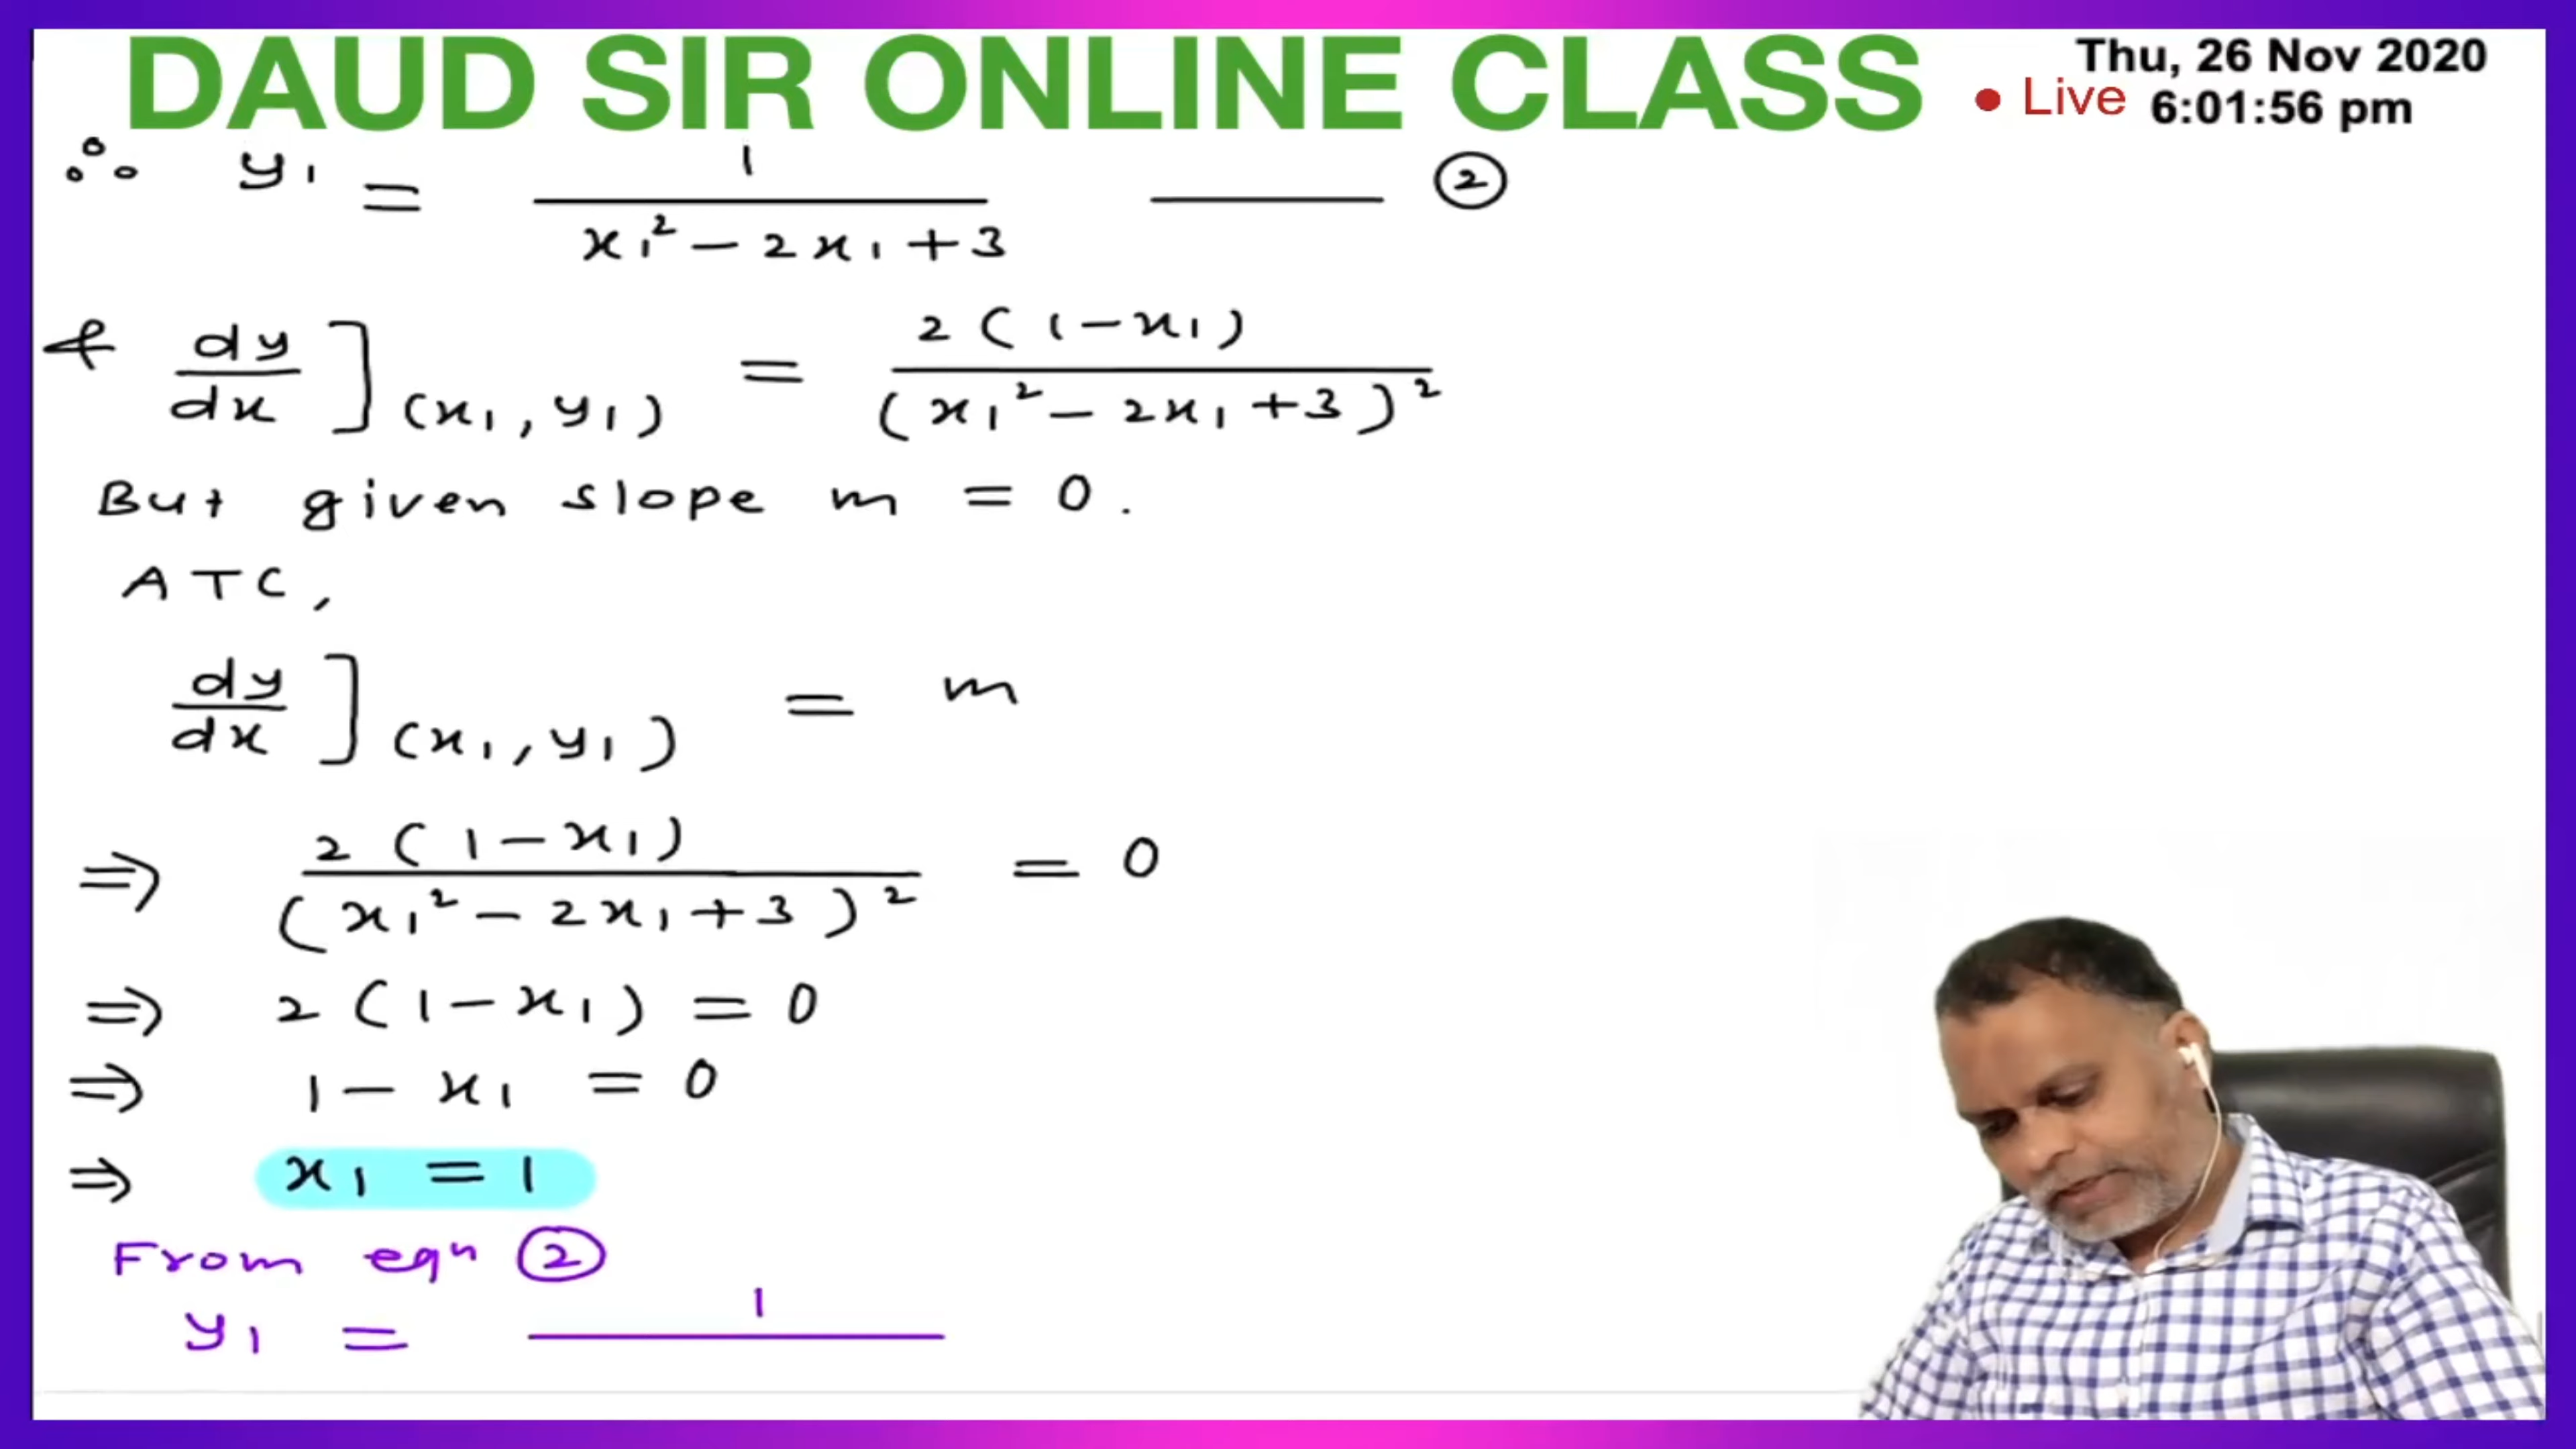 DAUD SIR ONLINE CLASS
Thu, 26 Nov 2020
• Live 6:01:56 pm
∴ y₁ = 1 / (x₁² - 2x₁ + 3) —— ②
& dy/dx ](x₁, y₁) = 2(1 - x₁) / (x₁² - 2x₁ + 3)²
But given slope m = 0.
ATC,
dy/dx ](x₁, y₁) = m
⇒ 2(1 - x₁) / (x₁² - 2x₁ + 3)² = 0
⇒ 2(1 - x₁) = 0
⇒ 1 - x₁ = 0
⇒ x₁ = 1
From eqn ②
y₁ = 1 /